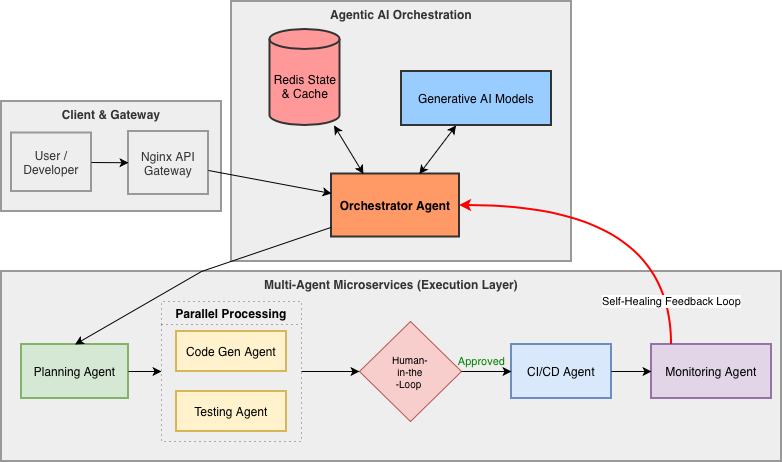 Agentic AI Orchestration
Redis State
& Cache
Generative AI Models
Client & Gateway
User /
Developer
Nginx API
Gateway
Orchestrator Agent
Multi-Agent Microservices (Execution Layer)
Self-Healing Feedback Loop
Parallel Processing
Planning Agent
Code Gen Agent
Testing Agent
Human-
in-the
-Loop
Approved
CI/CD Agent
Monitoring Agent